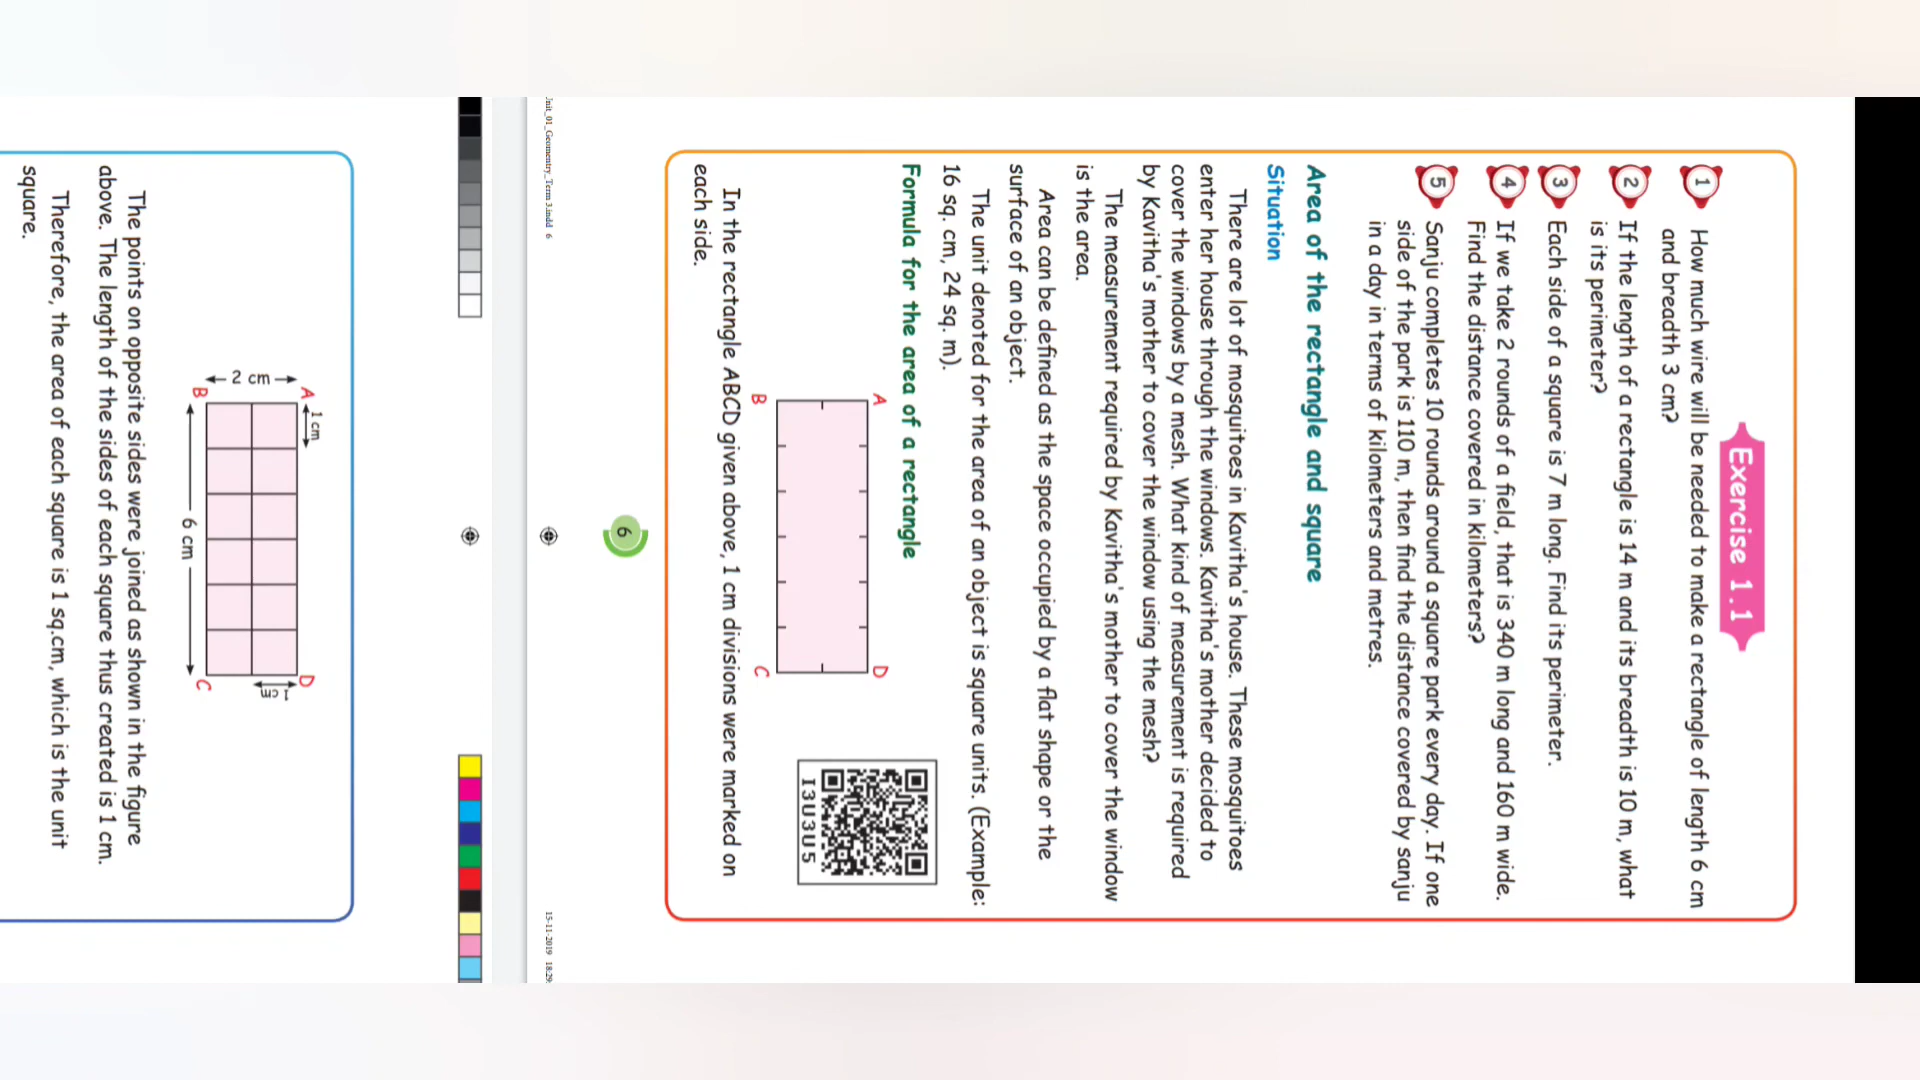 Exercise 1.1
1 How much wire will be needed to make a rectangle of length 6 cm
and breadth 3 cm?
2 If the length of a rectangle is 14 m and its breadth is 10 m, what
is its perimeter?
3 Each side of a square is 7 m long. Find its perimeter.
4 If we take 2 rounds of a field, that is 340 m long and 160 m wide.
Find the distance covered in kilometers?
5 Sanju completes 10 rounds around a square park every day. If one
side of the park is 110 m, then find the distance covered by sanju
in a day in terms of kilometers and metres.
Area of the rectangle and square
Situation
There are lot of mosquitoes in Kavitha's house. These mosquitoes
enter her house through the windows. Kavitha's mother decided to
cover the windows by a mesh. What kind of measurement is required
by Kavitha's mother to cover the window using the mesh?
The measurement required by Kavitha's mother to cover the window
is the area.
Area can be defined as the space occupied by a flat shape or the
surface of an object.
The unit denoted for the area of an object is square units. (Example:
16 sq. cm, 24 sq. m).
Formula for the area of a rectangle
A D
B C
I3U3U5
In the rectangle ABCD given above, 1 cm divisions were marked on
each side.
6
Unit_01_Geomentry_Term 3.indd 6 15-11-2019 18:29:
1 cm
A D
2 cm 1 cm
B C
6 cm
The points on opposite sides were joined as shown in the figure
above. The length of the sides of each square thus created is 1 cm.
Therefore, the area of each square is 1 sq.cm, which is the unit
square.